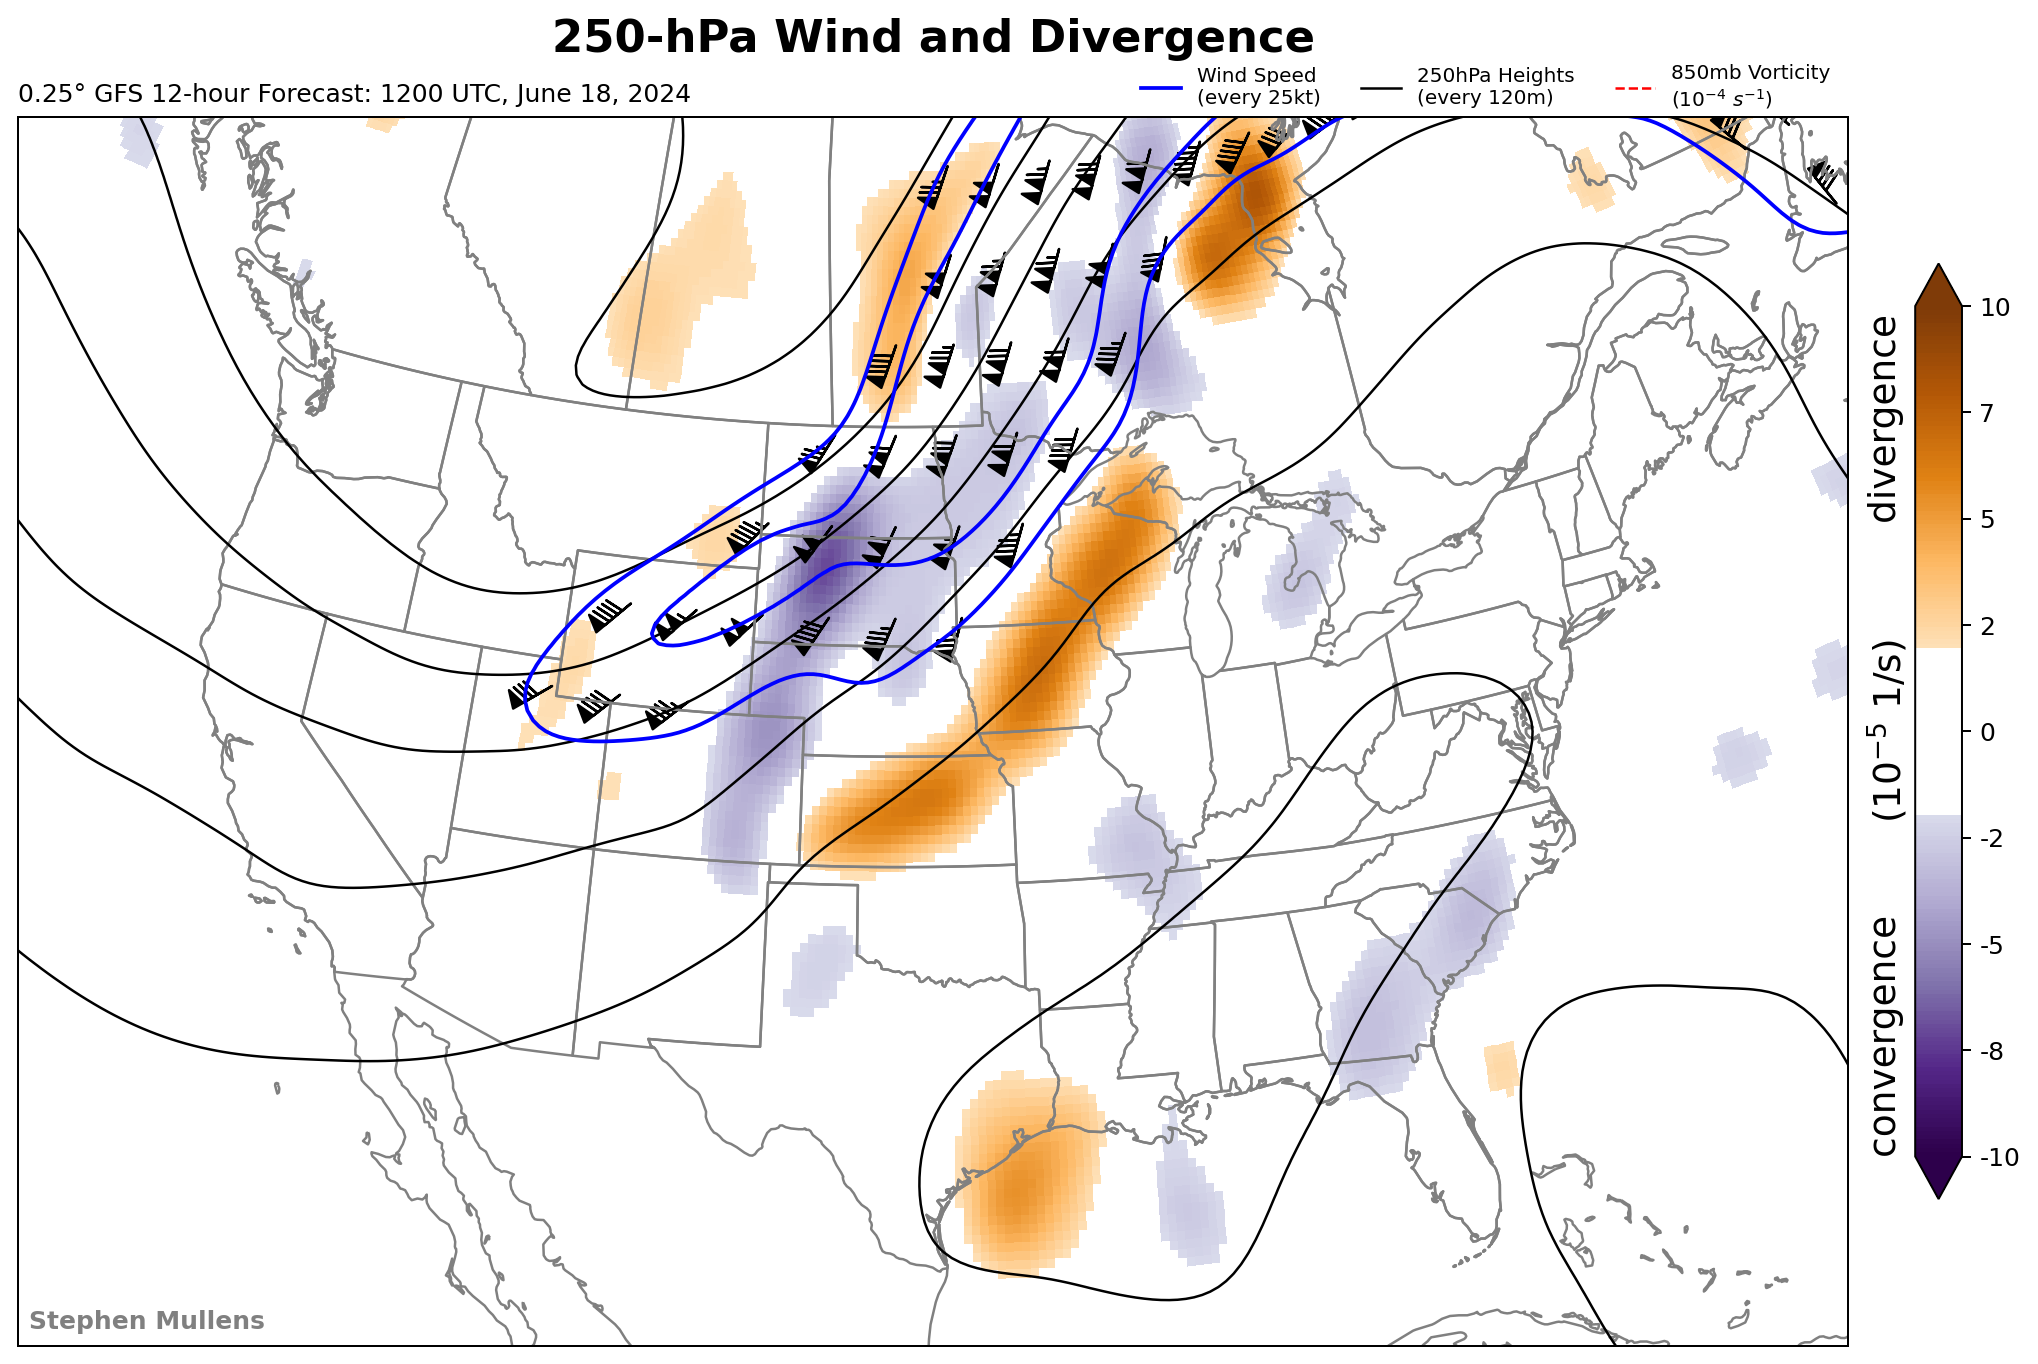 250-hPa Wind and Divergence
0.25° GFS 12-hour Forecast: 1200 UTC, June 18, 2024
Wind Speed
(every 25kt)
250hPa Heights
(every 120m)
850mb Vorticity
(10⁻⁴ s⁻¹)
10
7
5
2
0
-2
-5
-8
-10
convergence (10⁻⁵ 1/s) divergence
Stephen Mullens